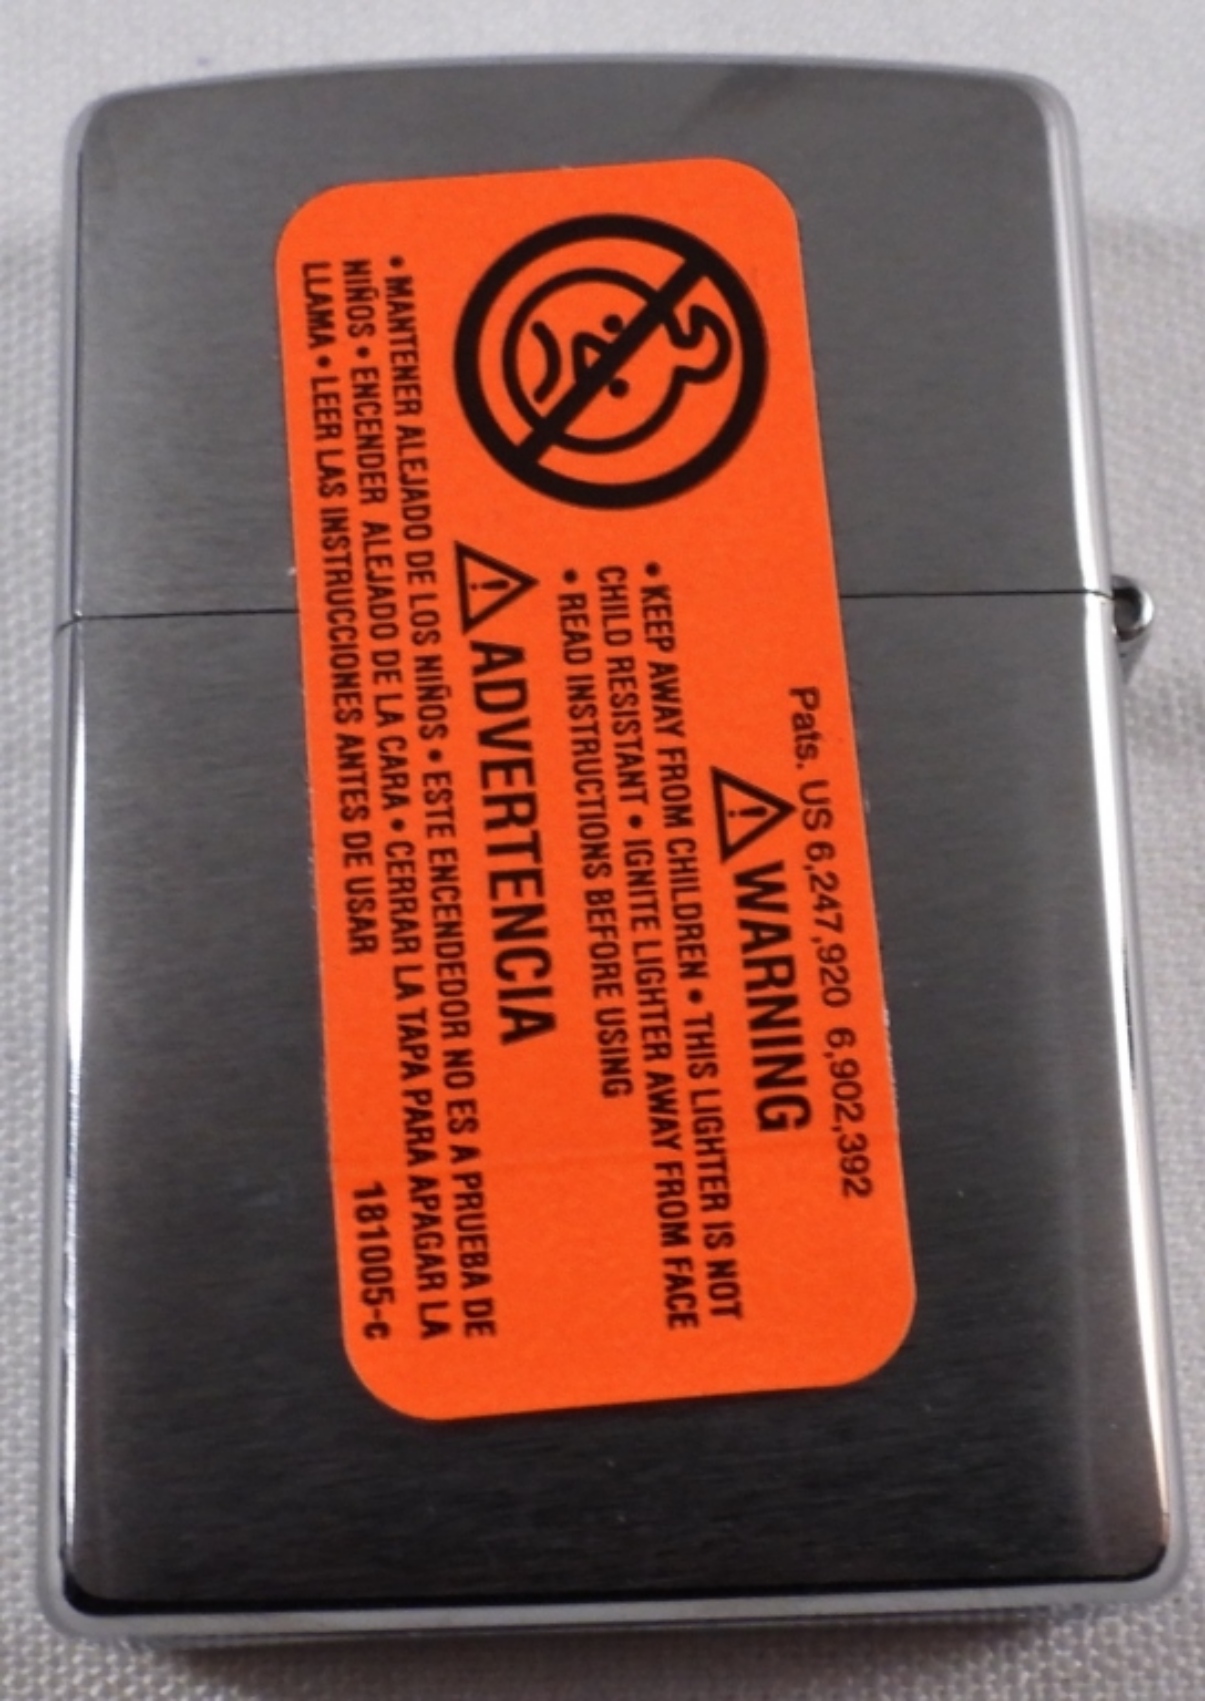 Pats. US 6,247,920 6,902,392
WARNING
• KEEP AWAY FROM CHILDREN • THIS LIGHTER IS NOT
CHILD RESISTANT • IGNITE LIGHTER AWAY FROM FACE
• READ INSTRUCTIONS BEFORE USING
ADVERTENCIA
• MANTENER ALEJADO DE LOS NIÑOS • ESTE ENCENDEDOR NO ES A PRUEBA DE
NIÑOS • ENCENDER ALEJADO DE LA CARA • CERRAR LA TAPA PARA APAGAR LA
LLAMA • LEER LAS INSTRUCCIONES ANTES DE USAR 181005-c